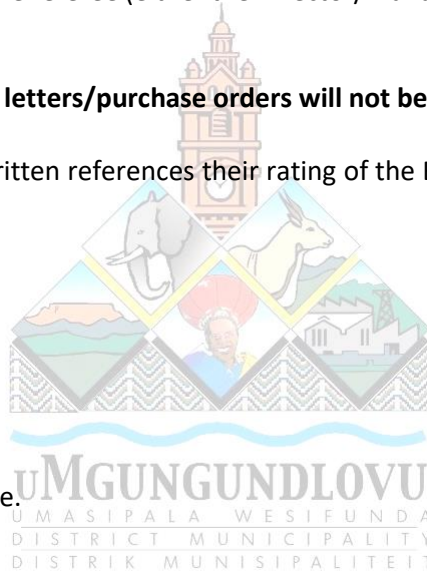 letters/purchase orders will not be
ritten references their rating of the
e.
UMGUNGUNDLOVU
UMASIPALA WESIFUNDA
DISTRICT MUNICIPALITY
DISTRIK MUNISIPALITEIT